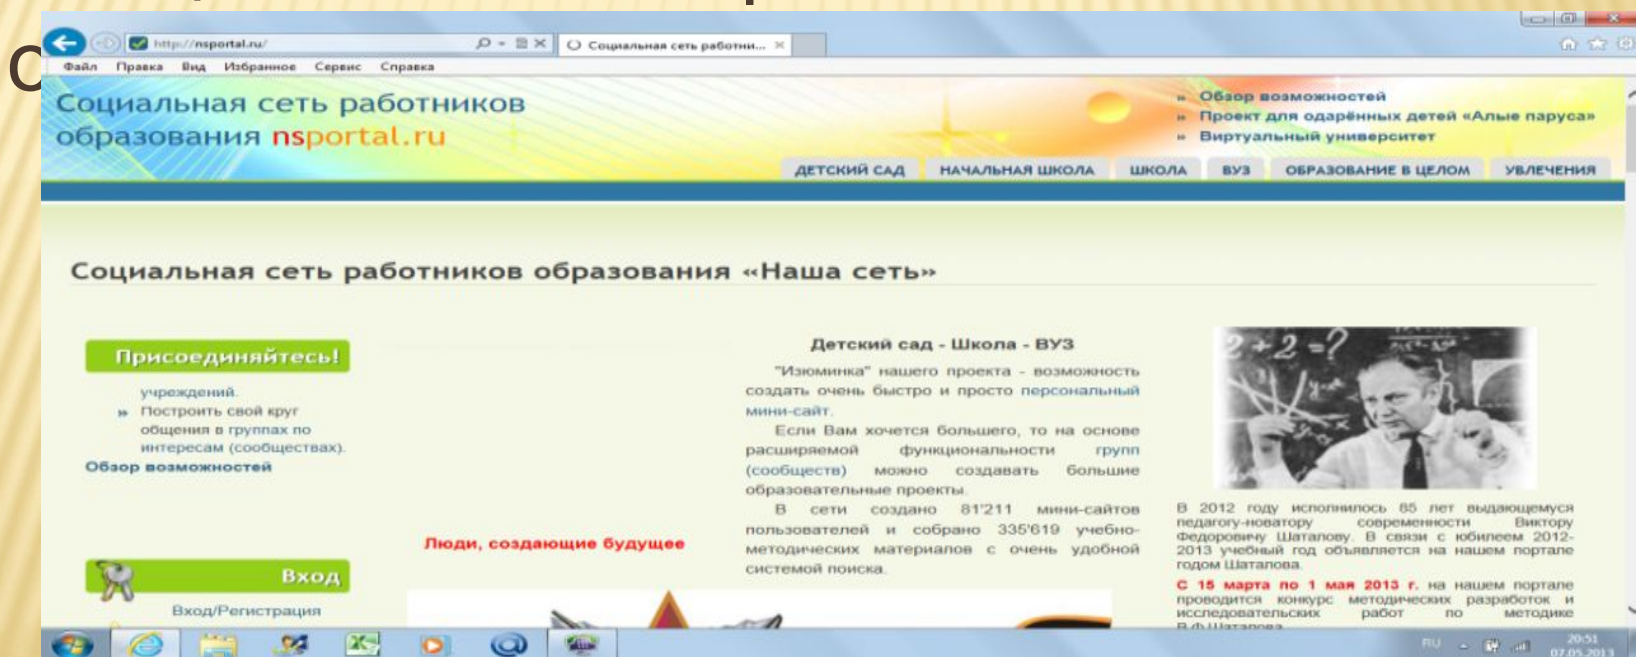 С
http://nsportal.ru/
Социальная сеть работни...
Файл Правка Вид Избранное Сервис Справка
Социальная сеть работников
образования nsportal.ru
» Обзор возможностей
» Проект для одарённых детей «Алые паруса»
» Виртуальный университет
ДЕТСКИЙ САД НАЧАЛЬНАЯ ШКОЛА ШКОЛА ВУЗ ОБРАЗОВАНИЕ В ЦЕЛОМ УВЛЕЧЕНИЯ
Социальная сеть работников образования «Наша сеть»
Присоединяйтесь!
учреждений.
» Построить свой круг
общения в группах по
интересам (сообществах).
Обзор возможностей
Вход
Вход/Регистрация
Люди, создающие будущее
Детский сад - Школа - ВУЗ
"Изюминка" нашего проекта - возможность
создать очень быстро и просто персональный
мини-сайт.
Если Вам хочется большего, то на основе
расширяемой функциональности групп
(сообществ) можно создавать большие
образовательные проекты.
В сети создано 81'211 мини-сайтов
пользователей и собрано 335'619 учебно-
методических материалов с очень удобной
системой поиска.
2+2=?
В 2012 году исполнилось 85 лет выдающемуся
педагогу-новатору современности Виктору
Федоровичу Шаталову. В связи с юбилеем 2012-
2013 учебный год объявляется на нашем портале
годом Шаталова.
С 15 марта по 1 мая 2013 г. на нашем портале
проводится конкурс методических разработок и
исследовательских работ по методике
В.Ф.Шаталова
RU
20:51
07.05.2013